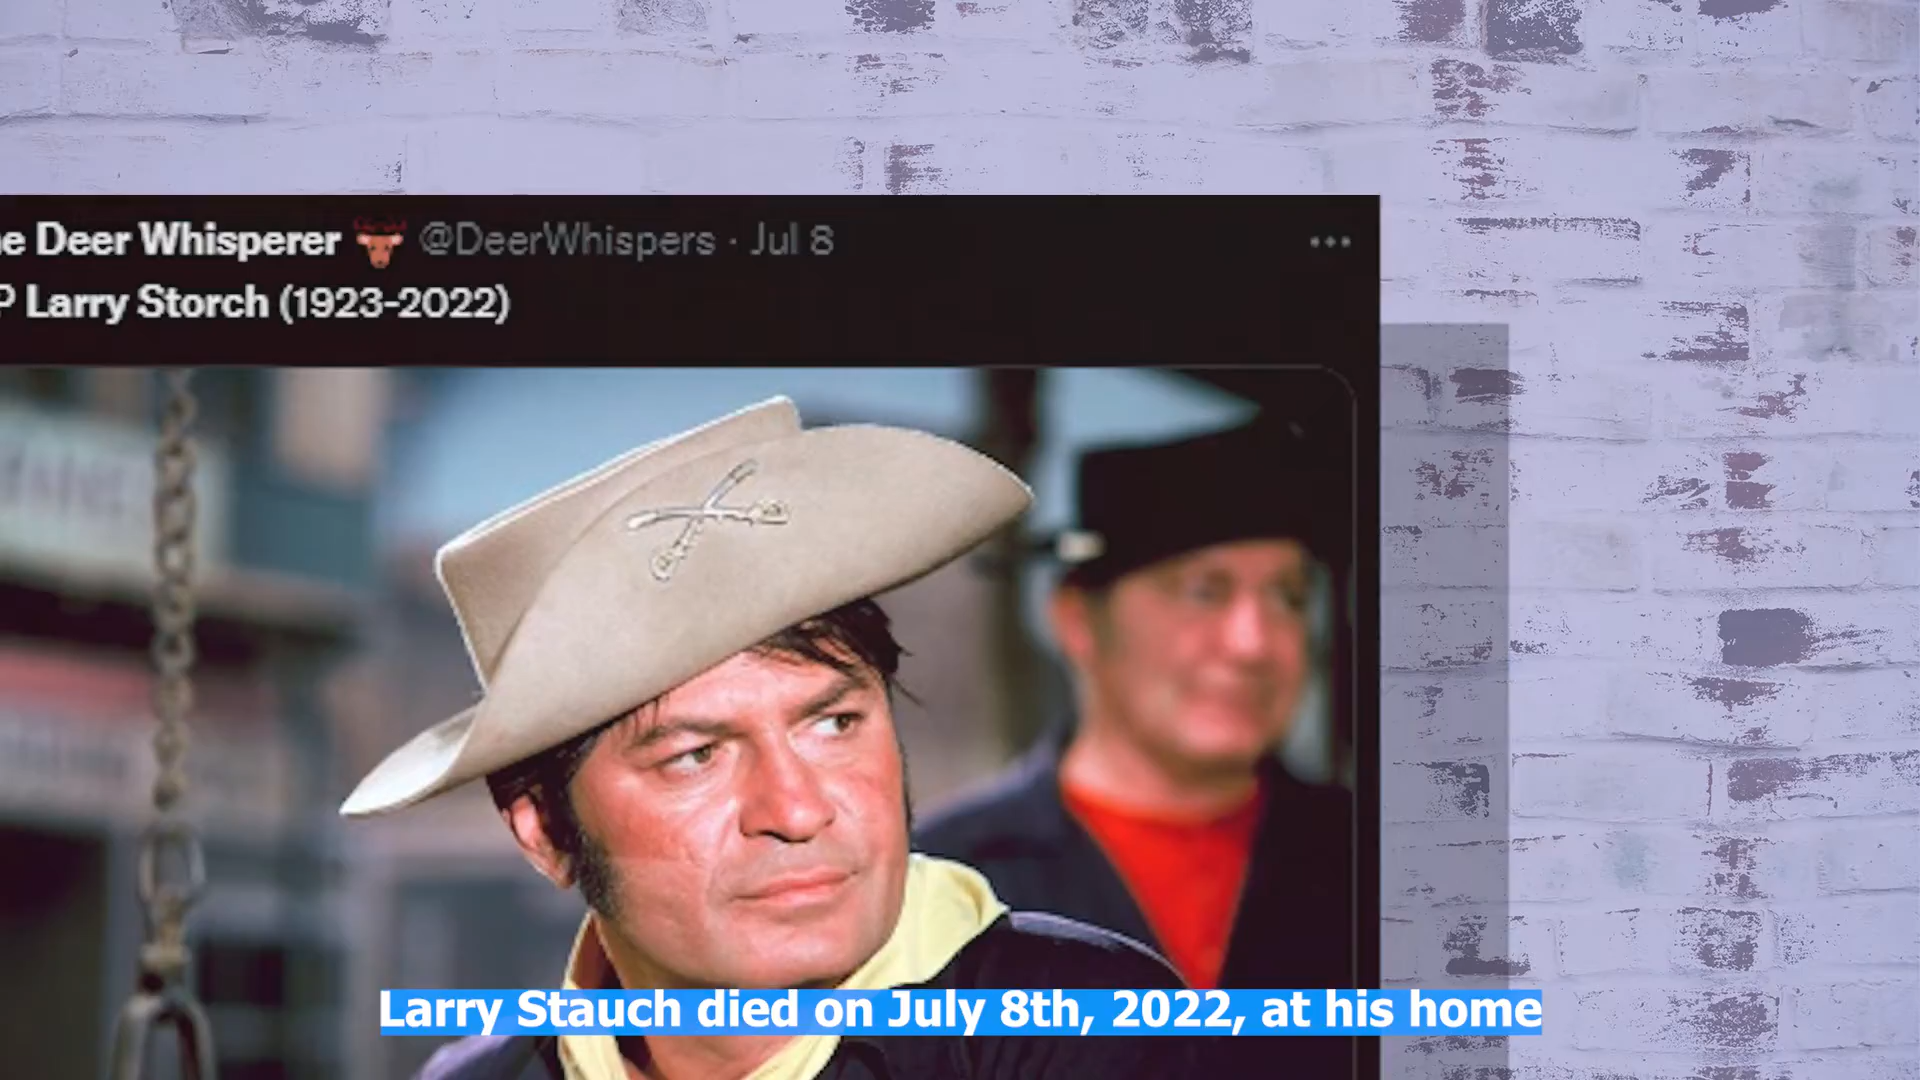 e Deer Whisperer @DeerWhispers · Jul 8
P Larry Storch (1923-2022)
Larry Stauch died on July 8th, 2022, at his home